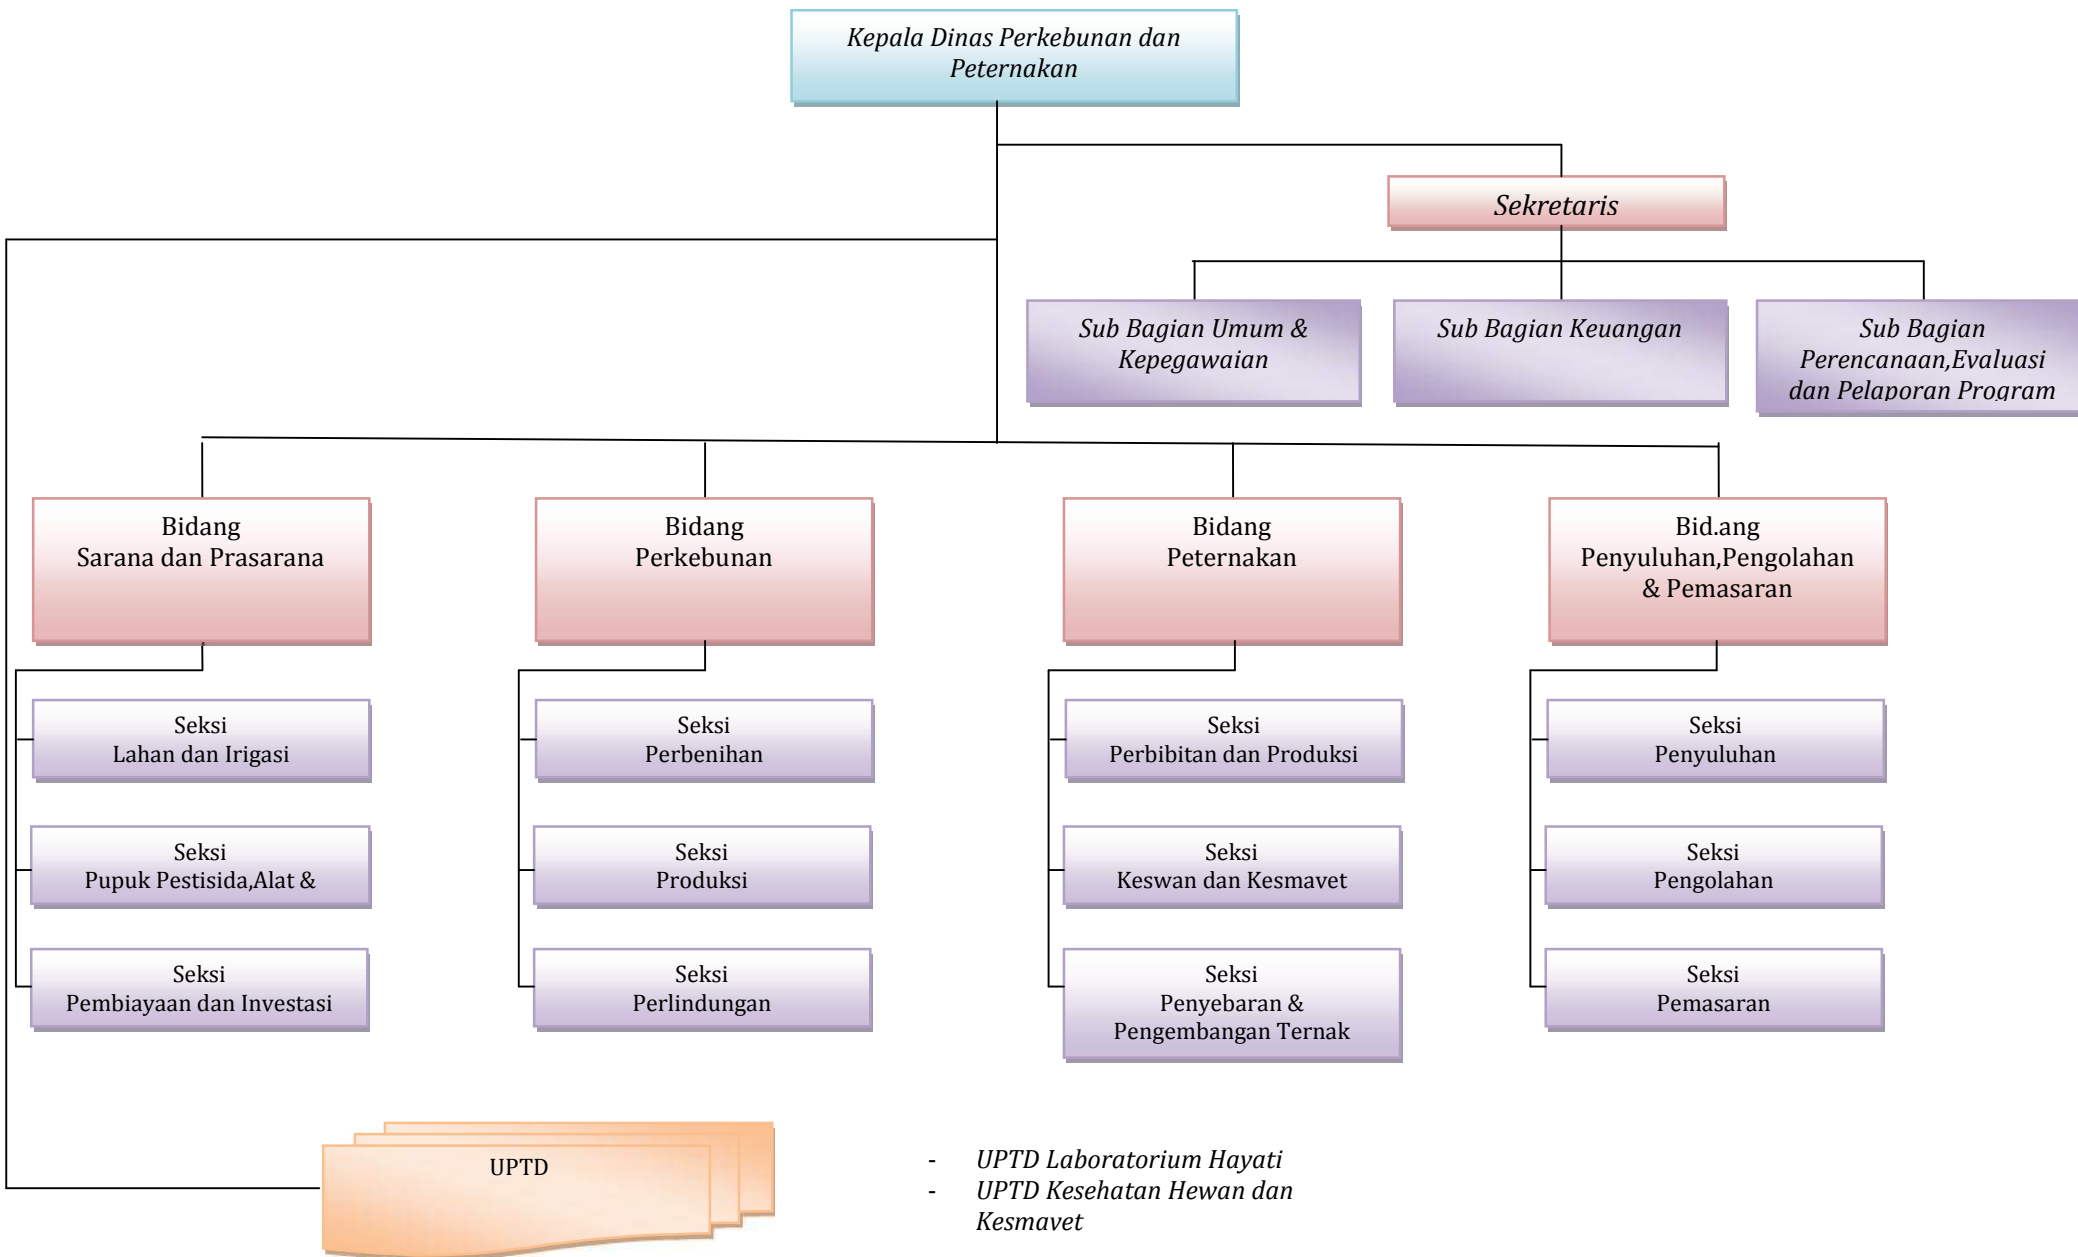 Kepala Dinas Perkebunan dan
Peternakan
Sekretaris
Sub Bagian Umum &
Kepegawaian
Sub Bagian Keuangan
Sub Bagian
Perencanaan,Evaluasi
dan Pelaporan Program
Bidang
Sarana dan Prasarana
Bidang
Perkebunan
Bidang
Peternakan
Bid.ang
Penyuluhan,Pengolahan
& Pemasaran
Seksi
Lahan dan Irigasi
Seksi
Perbenihan
Seksi
Perbibitan dan Produksi
Seksi
Penyuluhan
Seksi
Pupuk Pestisida,Alat &
Seksi
Produksi
Seksi
Keswan dan Kesmavet
Seksi
Pengolahan
Seksi
Pembiayaan dan Investasi
Seksi
Perlindungan
Seksi
Penyebaran &
Pengembangan Ternak
Seksi
Pemasaran
UPTD
- UPTD Laboratorium Hayati
- UPTD Kesehatan Hewan dan
Kesmavet